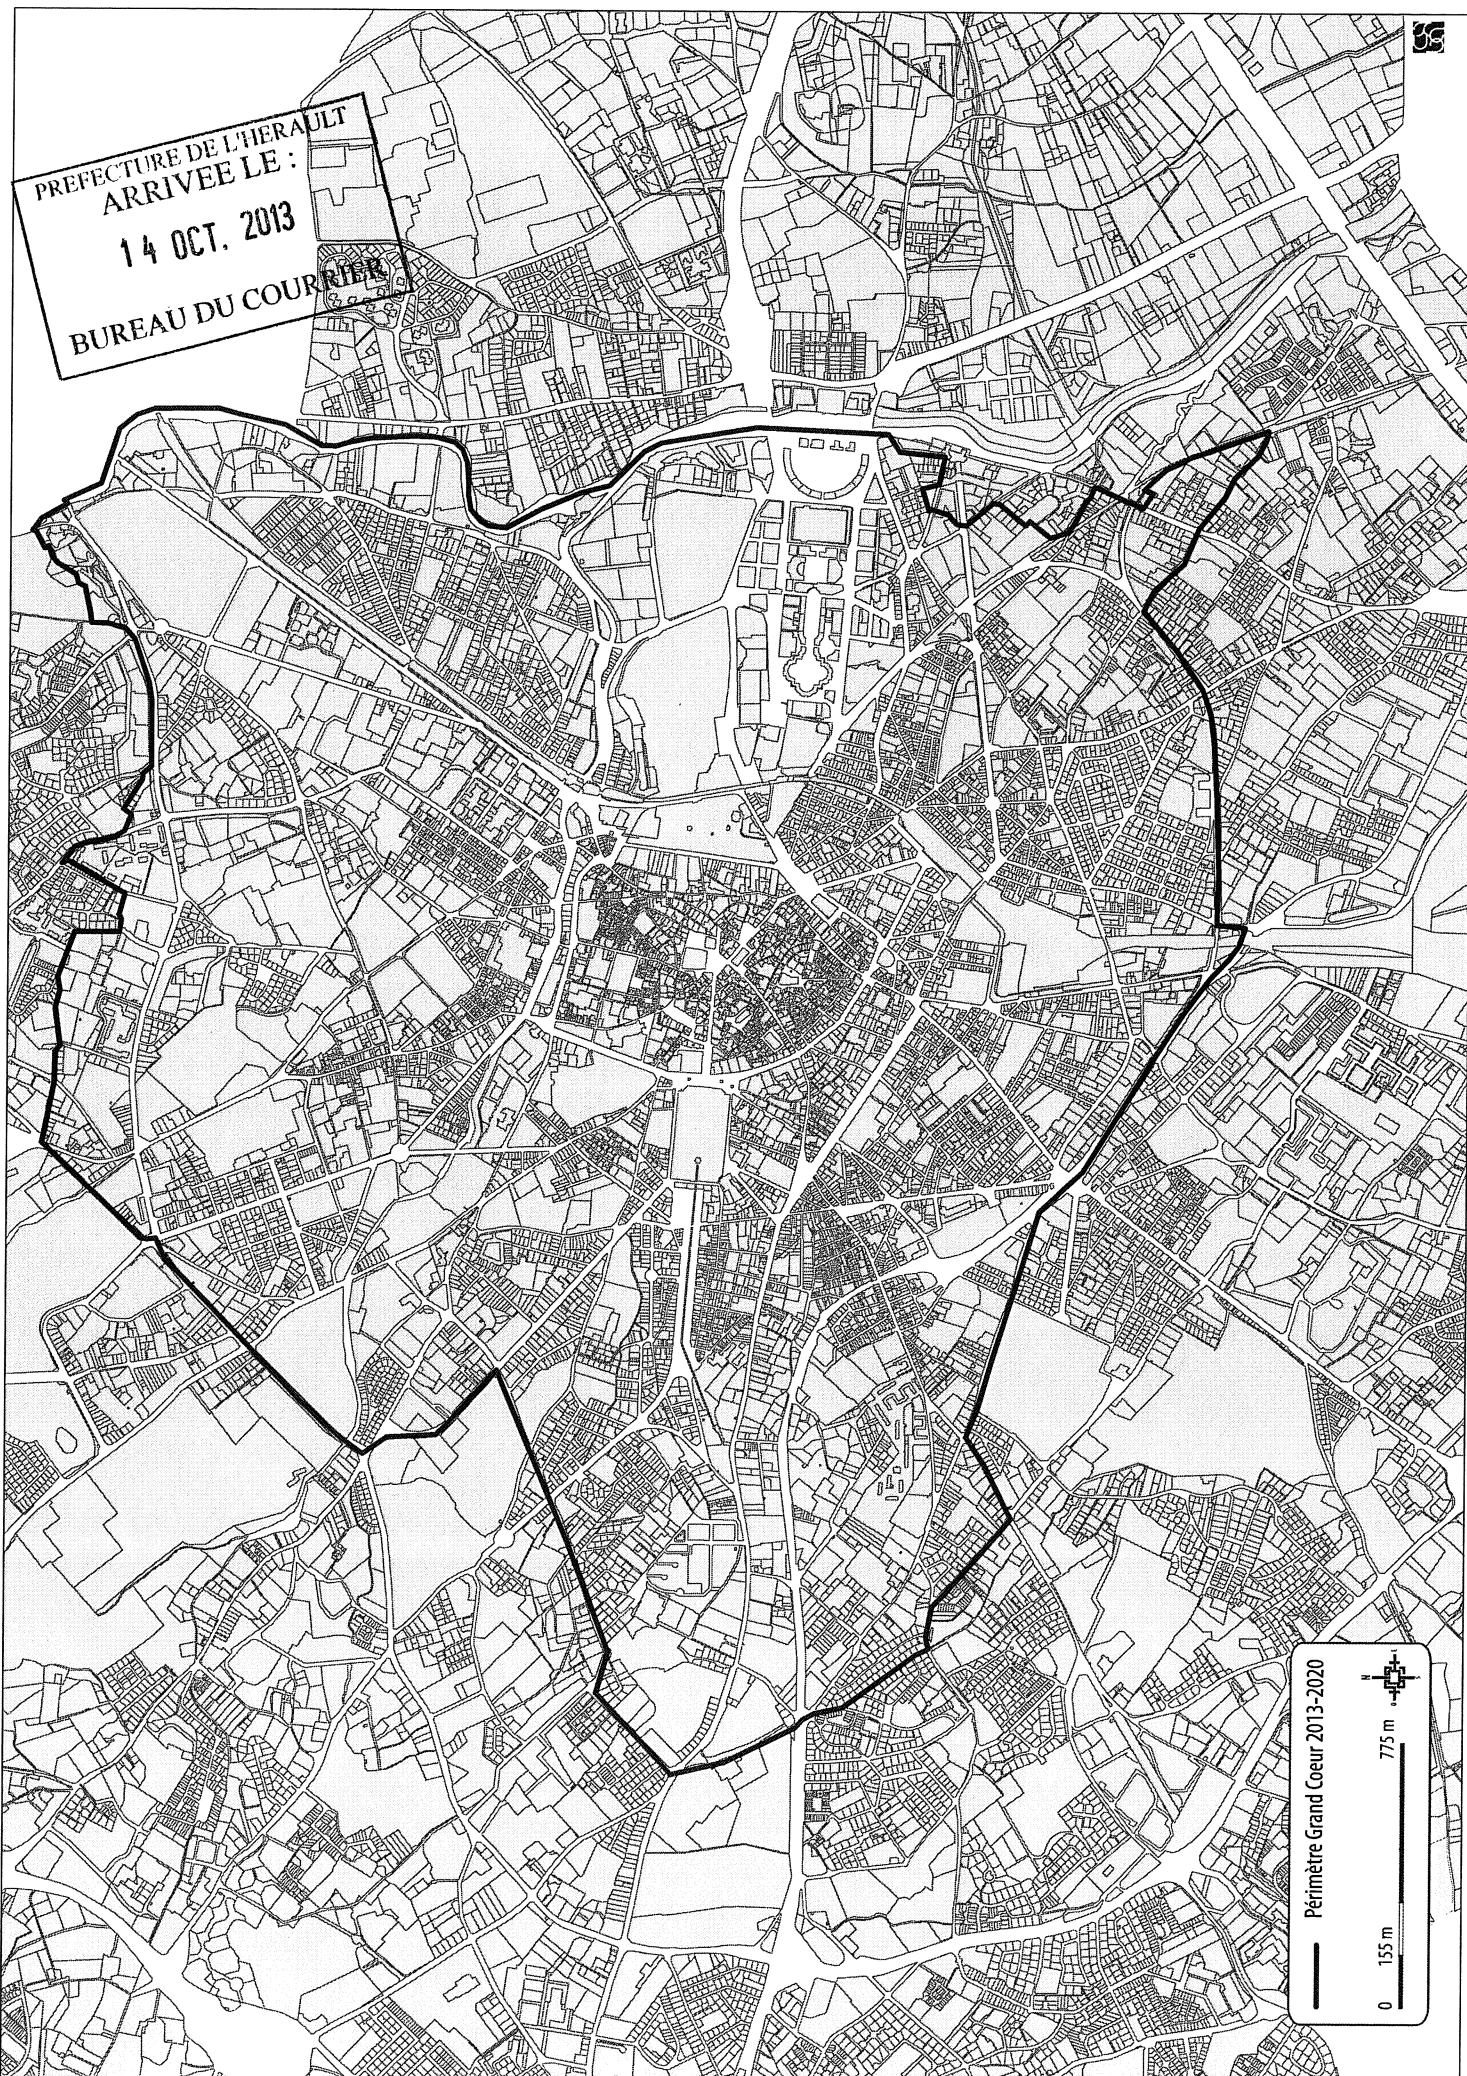 PREFECTURE DE L'HERAULT
ARRIVEE LE :
14 OCT. 2013
BUREAU DU COURRIER
Périmètre Grand Coeur 2013-2020
0 155 m 775 m
N